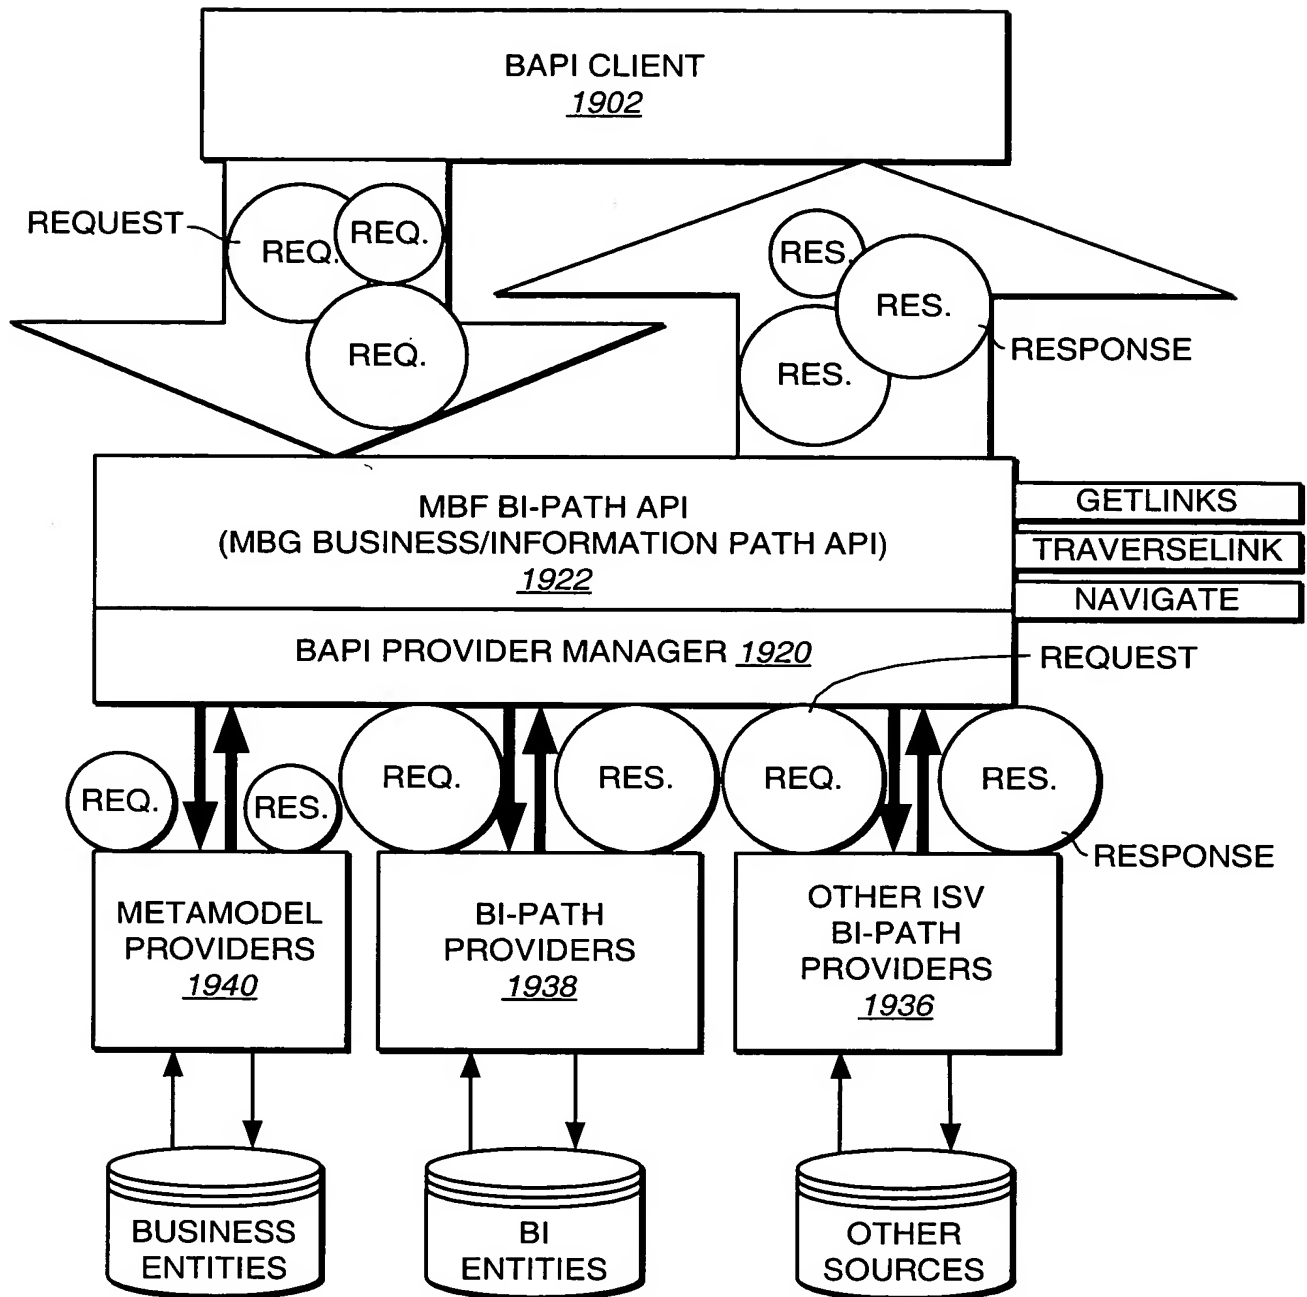 BAPI CLIENT
1902
REQUEST
REQ.
REQ.
REQ.
RES.
RES.
RES.
RESPONSE
MBF BI-PATH API
(MBG BUSINESS/INFORMATION PATH API)
1922
GETLINKS
TRAVERSELINK
NAVIGATE
BAPI PROVIDER MANAGER 1920
REQUEST
REQ.
RES.
REQ.
RES.
REQ.
RES.
RESPONSE
METAMODEL
PROVIDERS
1940
BI-PATH
PROVIDERS
1938
OTHER ISV
BI-PATH
PROVIDERS
1936
BUSINESS
ENTITIES
BI
ENTITIES
OTHER
SOURCES